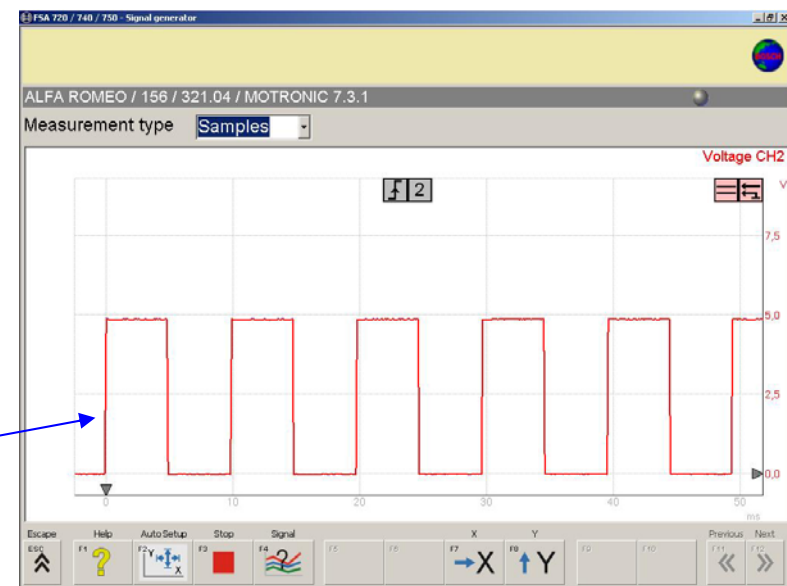 FSA 720 / 740 / 750 - Signal generator
BOSCH
ALFA ROMEO / 156 / 321.04 / MOTRONIC 7.3.1
Measurement type Samples
Voltage CH2
2
V
7,5
5,0
2,5
0,0
0 10 20 30 40 50
ms
Escape Help Auto Setup Stop Signal X Y Previous Next
ESC F1 ? F2 Y X F3 F4 F5 F6 F7 X F8 Y F9 F10 F11 F12